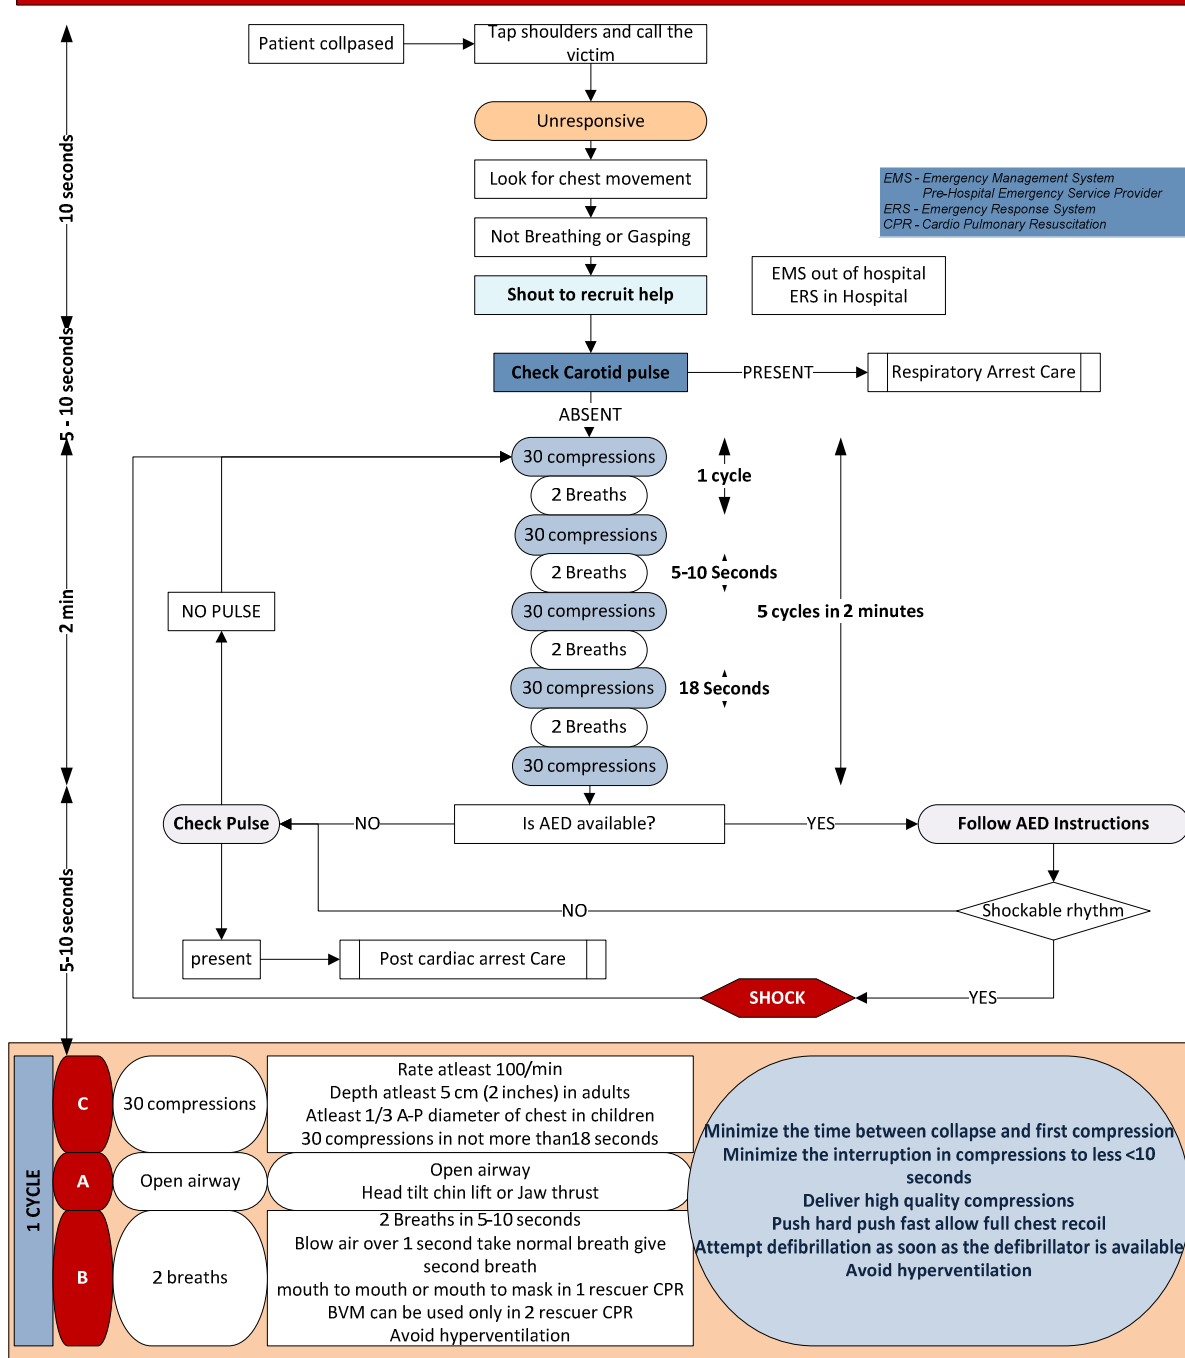 Patient collpased
Tap shoulders and call the
victim
Unresponsive
Look for chest movement
Not Breathing or Gasping
Shout to recruit help
EMS - Emergency Management System
Pre-Hospital Emergency Service Provider
ERS - Emergency Response System
CPR - Cardio Pulmonary Resuscitation
EMS out of hospital
ERS in Hospital
10 seconds
Check Carotid pulse
PRESENT
Respiratory Arrest Care
ABSENT
5 - 10 seconds
30 compressions
2 Breaths
30 compressions
2 Breaths
30 compressions
2 Breaths
30 compressions
2 Breaths
30 compressions
1 cycle
5-10 Seconds
18 Seconds
5 cycles in 2 minutes
2 min
NO PULSE
Check Pulse
NO
Is AED available?
YES
Follow AED Instructions
Shockable rhythm
NO
present
Post cardiac arrest Care
SHOCK
YES
5-10 seconds
1 CYCLE
C
30 compressions
Rate atleast 100/min
Depth atleast 5 cm (2 inches) in adults
Atleast 1/3 A-P diameter of chest in children
30 compressions in not more than18 seconds
A
Open airway
Open airway
Head tilt chin lift or Jaw thrust
B
2 breaths
2 Breaths in 5-10 seconds
Blow air over 1 second take normal breath give
second breath
mouth to mouth or mouth to mask in 1 rescuer CPR
BVM can be used only in 2 rescuer CPR
Avoid hyperventilation
Minimize the time between collapse and first compression
Minimize the interruption in compressions to less <10
seconds
Deliver high quality compressions
Push hard push fast allow full chest recoil
Attempt defibrillation as soon as the defibrillator is available
Avoid hyperventilation